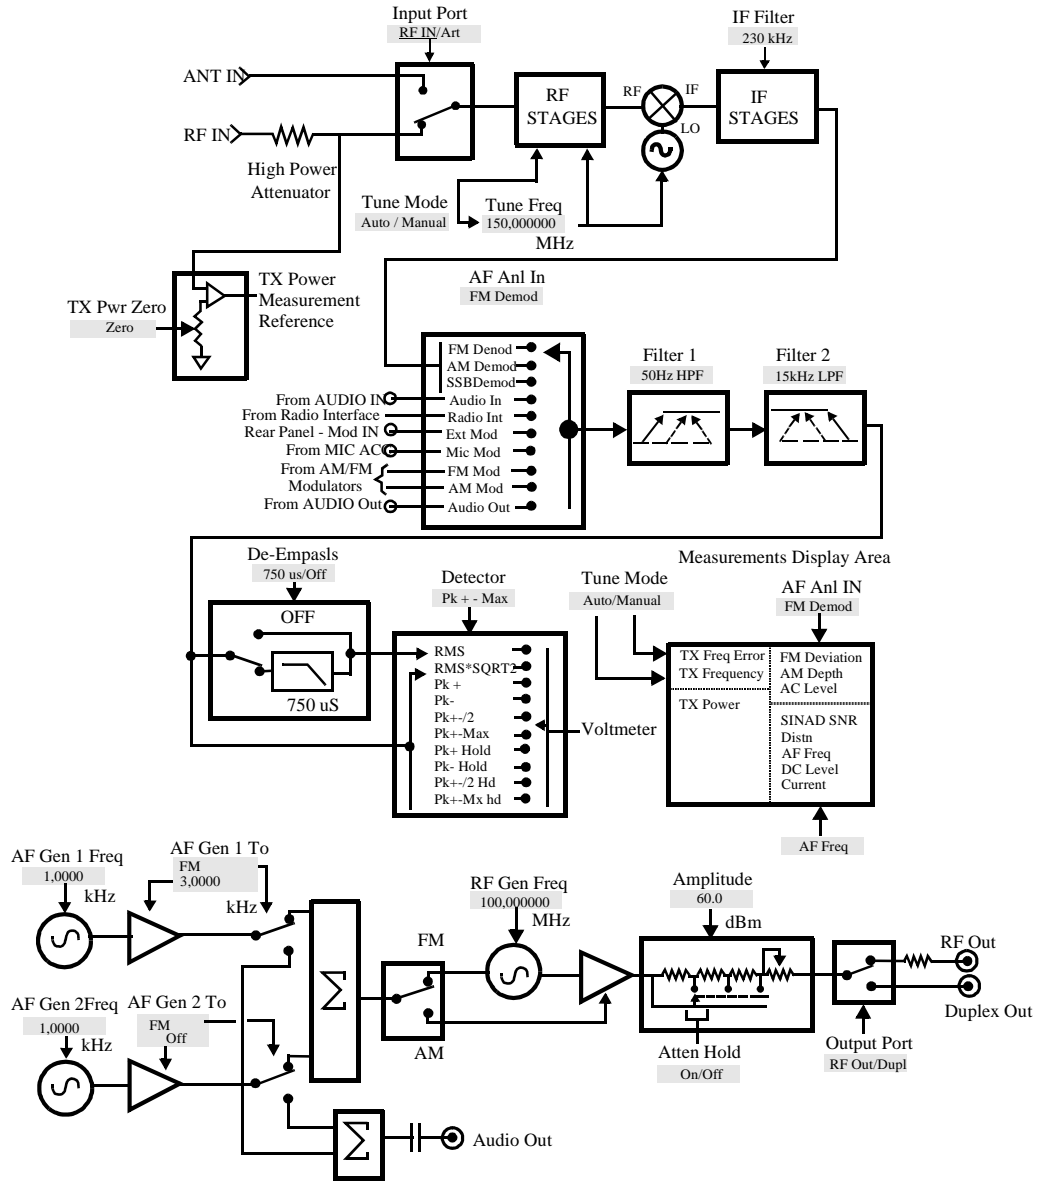 Input Port
RF IN/Art
IF Filter
230 kHz
ANT IN
RF
STAGES
RF
IF
IF
STAGES
LO
RF IN
High Power
Attenuator
Tune Mode
Auto / Manual
Tune Freq
150,000000
MHz
AF Anl In
FM Demod
TX Pwr Zero
Zero
TX Power
Measurement
Reference
FM Denod
AM Demod
SSBDemod
Audio In
Radio Int
Ext Mod
Mic Mod
FM Mod
AM Mod
Audio Out
From AUDIO IN
From Radio Interface
Rear Panel - Mod IN
From MIC ACC
From AM/FM
Modulators
From AUDIO Out
Filter 1
50Hz HPF
Filter 2
15kHz LPF
De-Empasls
750 us/Off
OFF
750 uS
Detector
Pk + - Max
RMS
RMS*SQRT2
Pk +
Pk-
Pk+-/2
Pk+-Max
Pk+ Hold
Pk- Hold
Pk+-/2 Hd
Pk+-Mx hd
Voltmeter
Measurements Display Area
Tune Mode
Auto/Manual
AF Anl IN
FM Demod
TX Freq Error
TX Frequency
TX Power
FM Deviation
AM Depth
AC Level
SINAD SNR
Distn
AF Freq
DC Level
Current
AF Freq
AF Gen 1 Freq
1,0000
kHz
AF Gen 1 To
FM
3,0000
kHz
Σ
FM
AM
RF Gen Freq
100,000000
MHz
Amplitude
60.0
dBm
Atten Hold
On/Off
RF Out
Duplex Out
Output Port
RF Out/Dupl
AF Gen 2Freq
1,0000
kHz
AF Gen 2 To
FM
Off
Σ
Audio Out